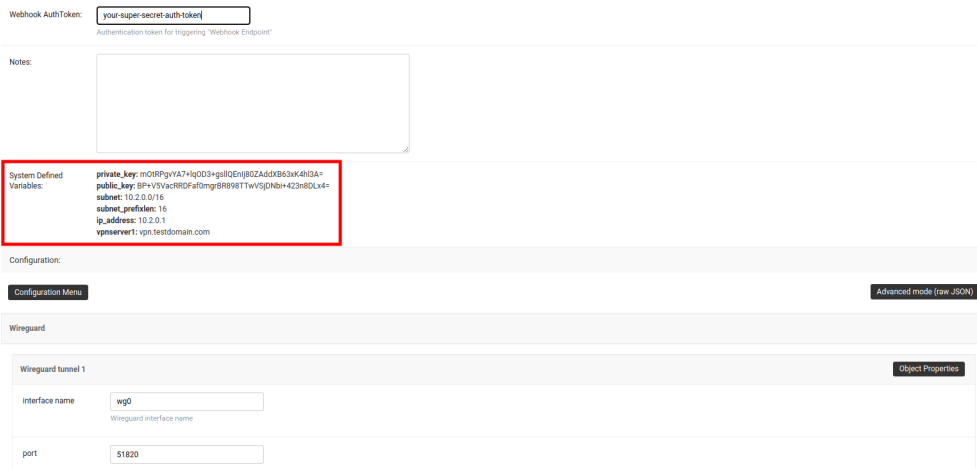 Webhook AuthToken:
your-super-secret-auth-token
Authentication token for triggering "Webhook Endpoint"
Notes:
System Defined Variables:
private_key: mOtRPgvYA7+lqOD3+gsllQEnIj80ZAddXB63xK4hl3A=
public_key: BP+V5VacRRDFaf0mgrBR898TTwVSjDNbi+423n8DLx4=
subnet: 10.2.0.0/16
subnet_prefixlen: 16
ip_address: 10.2.0.1
vpnserver1: vpn.testdomain.com
Configuration:
Configuration Menu
Advanced mode (raw JSON)
Wireguard
Wireguard tunnel 1
Object Properties
interface name
wg0
Wireguard interface name
port
51820